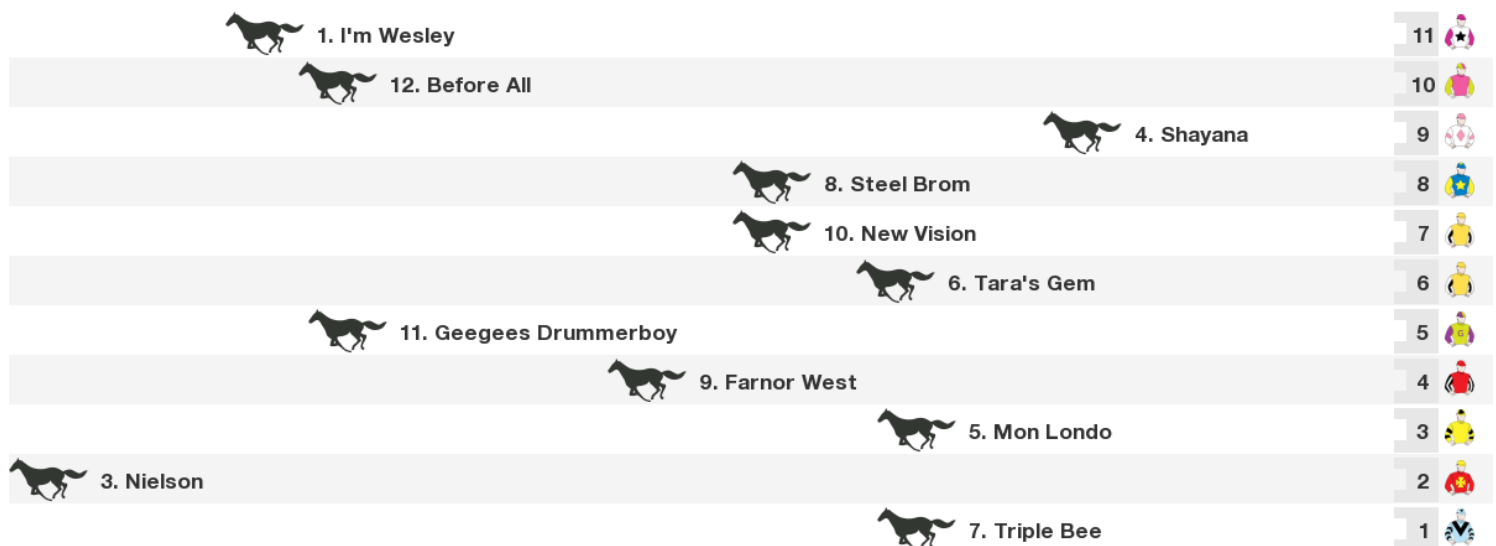 1. I'm Wesley 11
12. Before All 10
4. Shayana 9
8. Steel Brom 8
10. New Vision 7
6. Tara's Gem 6
11. Geegees Drummerboy 5 G
9. Farnor West 4
5. Mon Londo 3
3. Nielson 2
7. Triple Bee 1